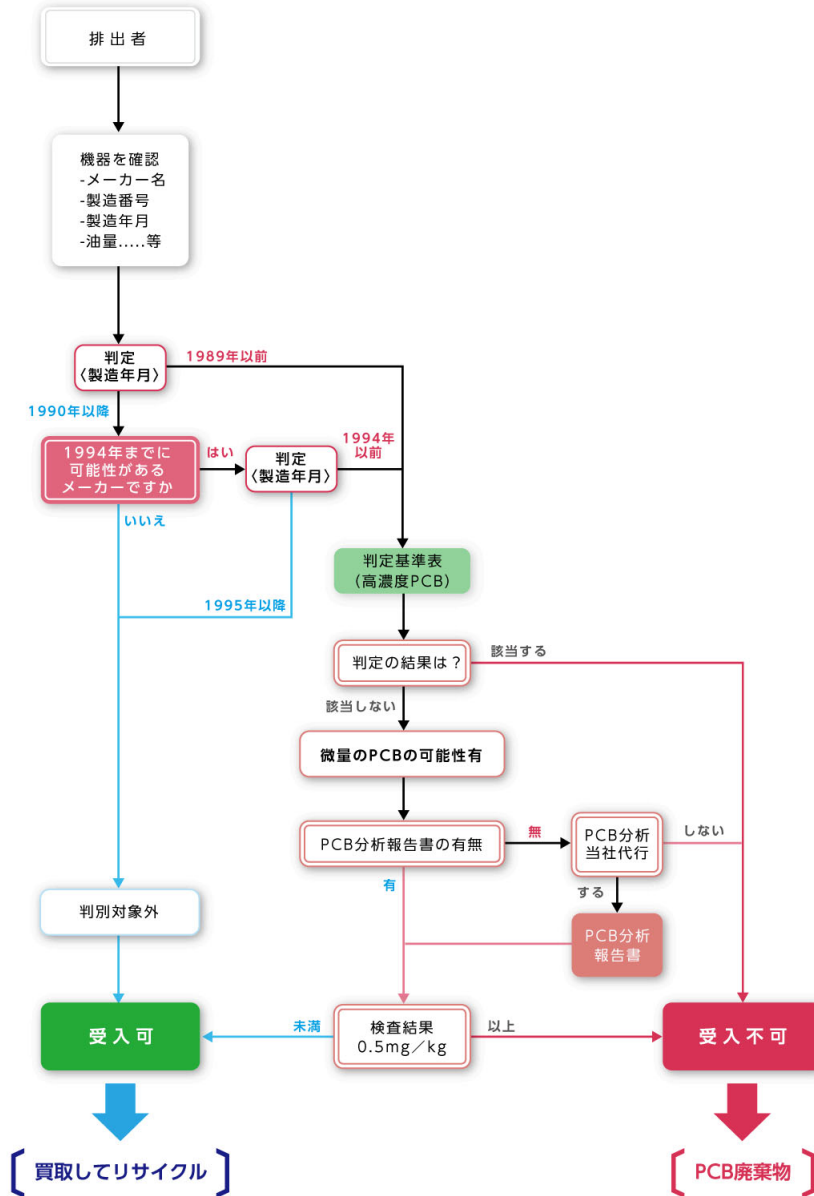 排出者
機器を確認
-メーカー名
-製造番号
-製造年月
-油量.....等
判定
〈製造年月〉
1989年以前
1990年以降
1994年までに
可能性がある
メーカーですか
はい
判定
〈製造年月〉
1994年
以前
いいえ
1995年以降
判定基準表
(高濃度PCB)
判定の結果は？
該当する
該当しない
微量のPCBの可能性有
PCB分析報告書の有無
無
PCB分析
当社代行
しない
有
する
PCB分析
報告書
判別対象外
受入可
未満
検査結果
0.5mg／kg
以上
受入不可
[買取してリサイクル]
[PCB廃棄物]